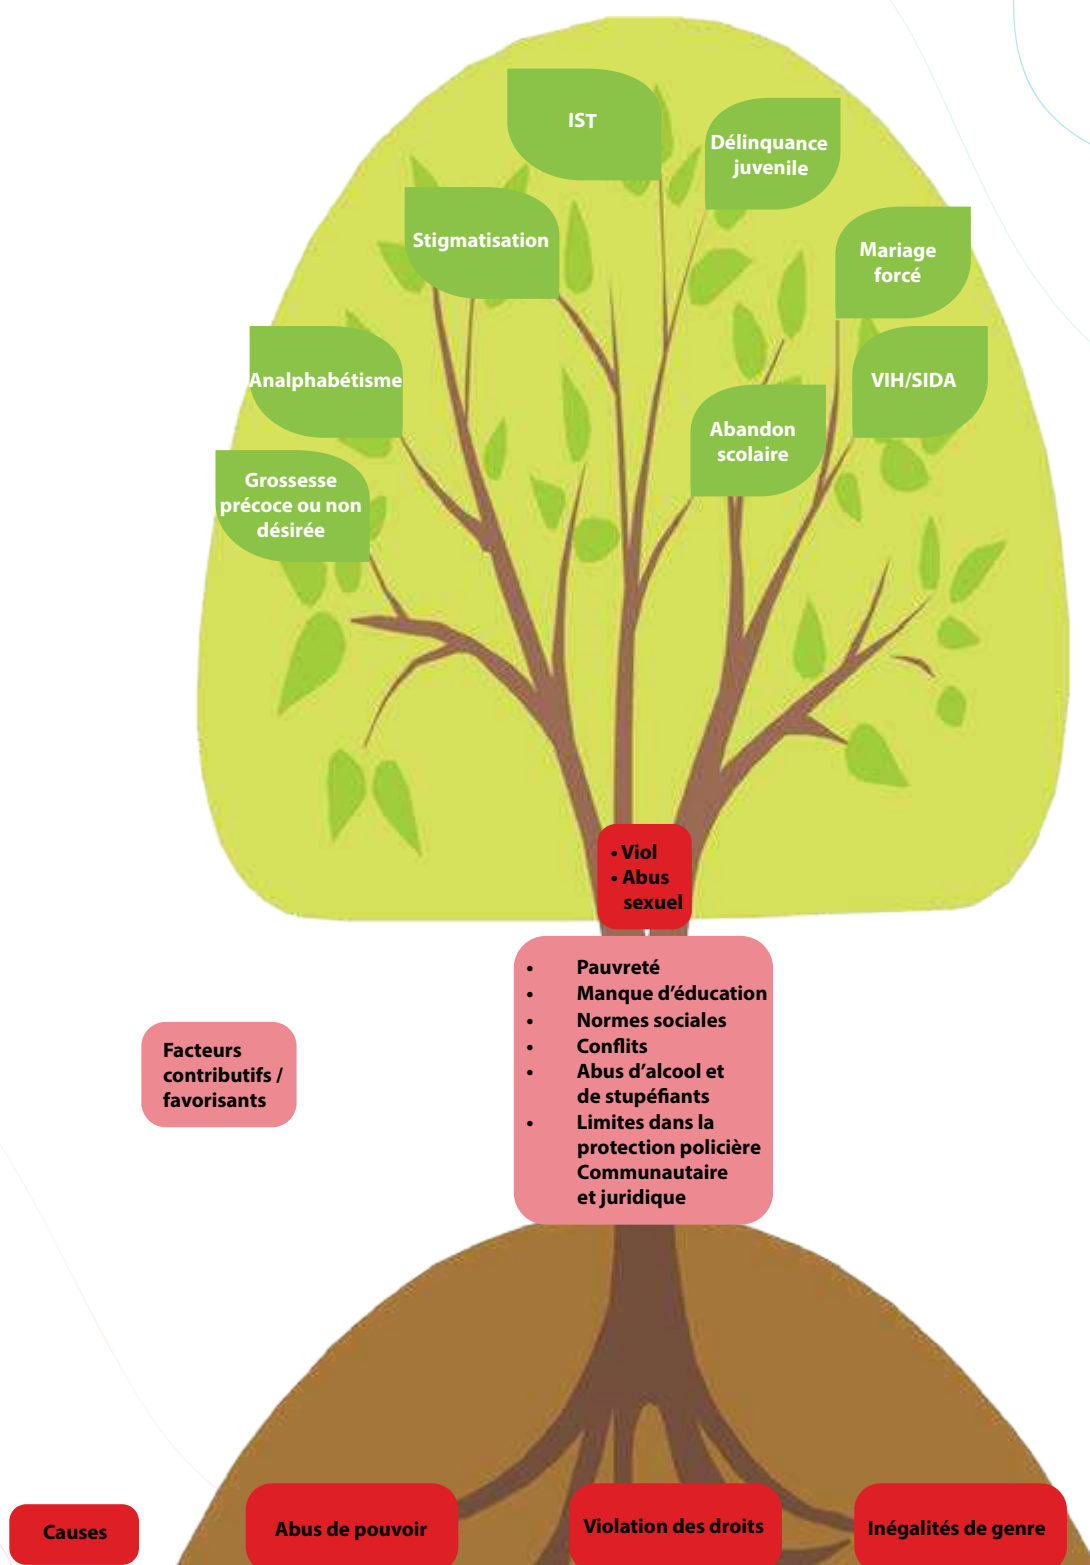 IST
Délinquance
juvenile
Stigmatisation
Mariage
forcé
Analphabétisme
VIH/SIDA
Abandon
scolaire
Grossesse
précoce ou non
désirée
• Viol
• Abus
sexuel
• Pauvreté
• Manque d’éducation
• Normes sociales
• Conflits
• Abus d’alcool et
de stupéfiants
• Limites dans la
protection policière
Communautaire
et juridique
Facteurs
contributifs /
favorisants
Causes
Abus de pouvoir
Violation des droits
Inégalités de genre